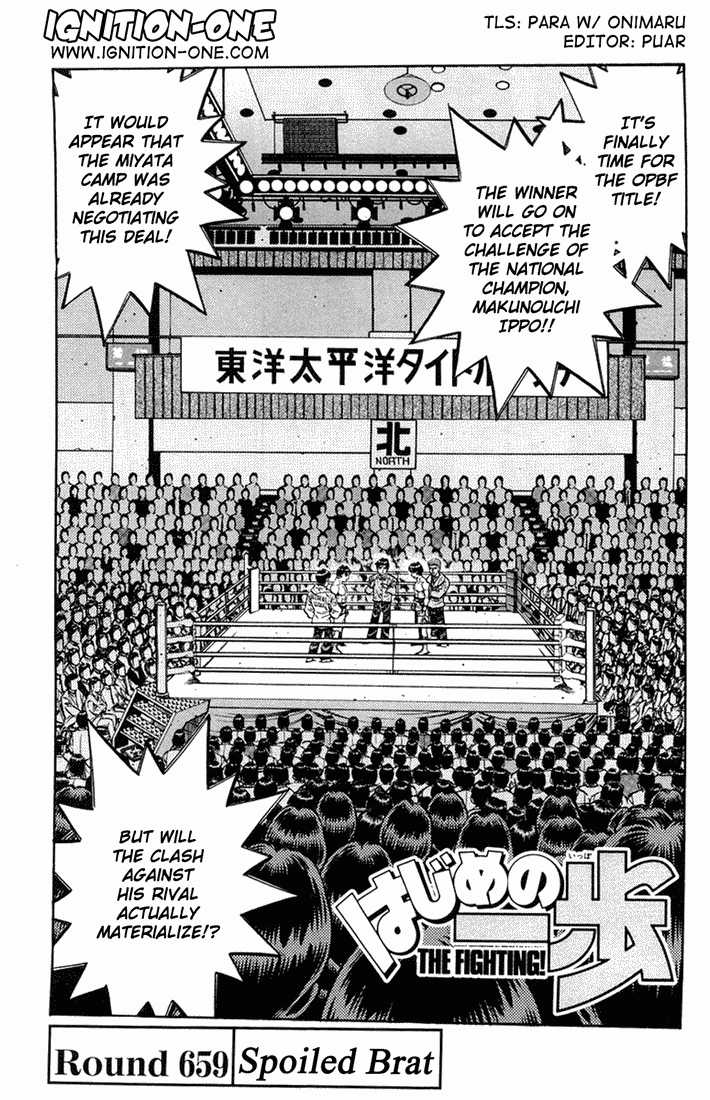 IGNITION-ONE
WWW.IGNITION-ONE.COM
TLS: PARA W/ ONIMARU
EDITOR: PUAR
IT'S
FINALLY
TIME FOR
THE OPBF
TITLE!
THE WINNER
WILL GO ON
TO ACCEPT THE
CHALLENGE OF
THE NATIONAL
CHAMPION,
MAKUNOUCHI
IPPO!!
IT WOULD
APPEAR THAT
THE MIYATA
CAMP WAS
ALREADY
NEGOTIATING
THIS DEAL!
東洋太平洋タイトル
北
NORTH
BUT WILL
THE CLASH
AGAINST
HIS RIVAL
ACTUALLY
MATERIALIZE!?
いっぽ
はじめの一歩
THE FIGHTING!
Round 659
Spoiled Brat